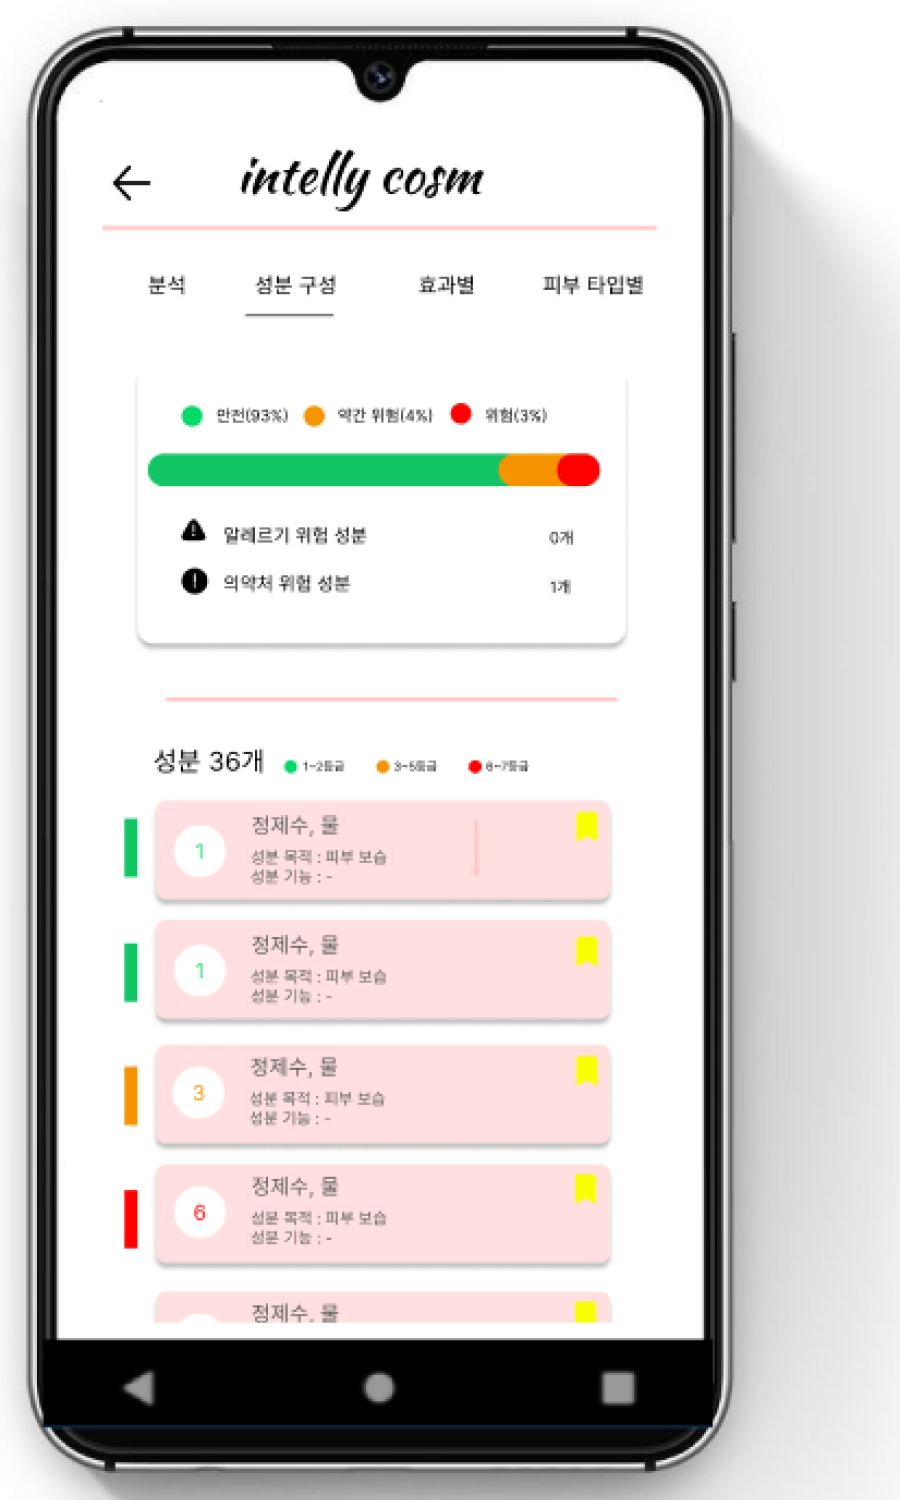 intelly cosm
분석 성분 구성 효과별 피부 타입별
안전(93%) 약간 위험(4%) 위험(3%)
알레르기 위험 성분 0개
의약처 위험 성분 1개
성분 36개 1~2등급 3~5등급 6~7등급
1 정제수, 물
성분 목적 : 피부 보습
성분 기능 : -
1 정제수, 물
성분 목적 : 피부 보습
성분 기능 : -
3 정제수, 물
성분 목적 : 피부 보습
성분 기능 : -
6 정제수, 물
성분 목적 : 피부 보습
성분 기능 : -
정제수, 물